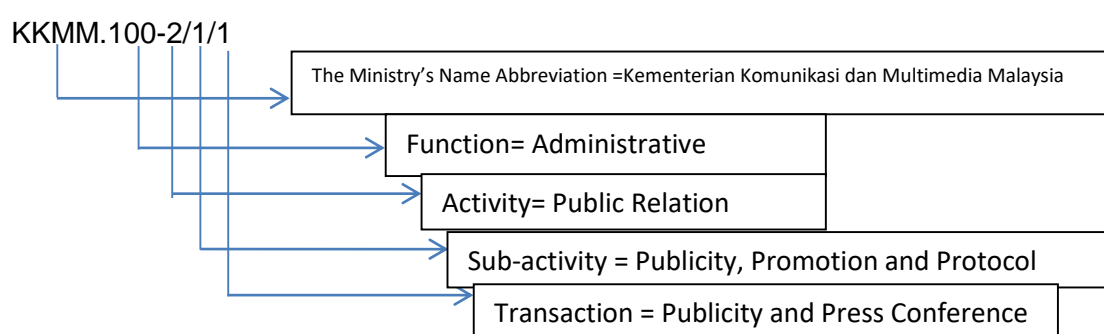 KKMM.100-2/1/1
The Ministry's Name Abbreviation =Kementerian Komunikasi dan Multimedia Malaysia
Function= Administrative
Activity= Public Relation
Sub-activity = Publicity, Promotion and Protocol
Transaction = Publicity and Press Conference